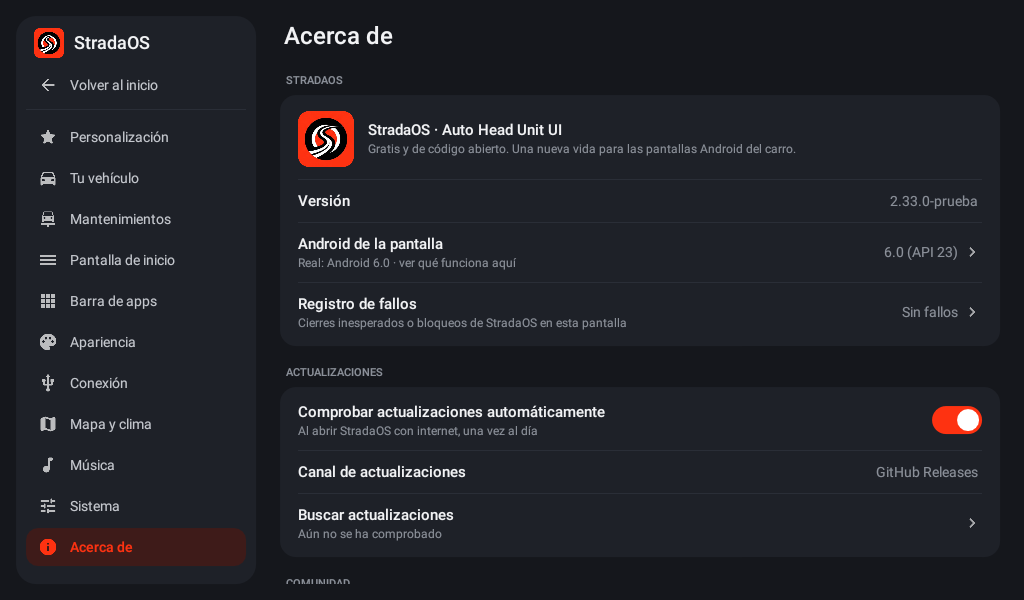 StradaOS
Volver al inicio
Personalización
Tu vehículo
Mantenimientos
Pantalla de inicio
Barra de apps
Apariencia
Conexión
Mapa y clima
Música
Sistema
Acerca de
Acerca de
STRADAOS
StradaOS · Auto Head Unit UI
Gratis y de código abierto. Una nueva vida para las pantallas Android del carro.
Versión
2.33.0-prueba
Android de la pantalla
Real: Android 6.0 · ver qué funciona aquí
6.0 (API 23)
Registro de fallos
Cierres inesperados o bloqueos de StradaOS en esta pantalla
Sin fallos
ACTUALIZACIONES
Comprobar actualizaciones automáticamente
Al abrir StradaOS con internet, una vez al día
Canal de actualizaciones
GitHub Releases
Buscar actualizaciones
Aún no se ha comprobado
COMUNIDAD